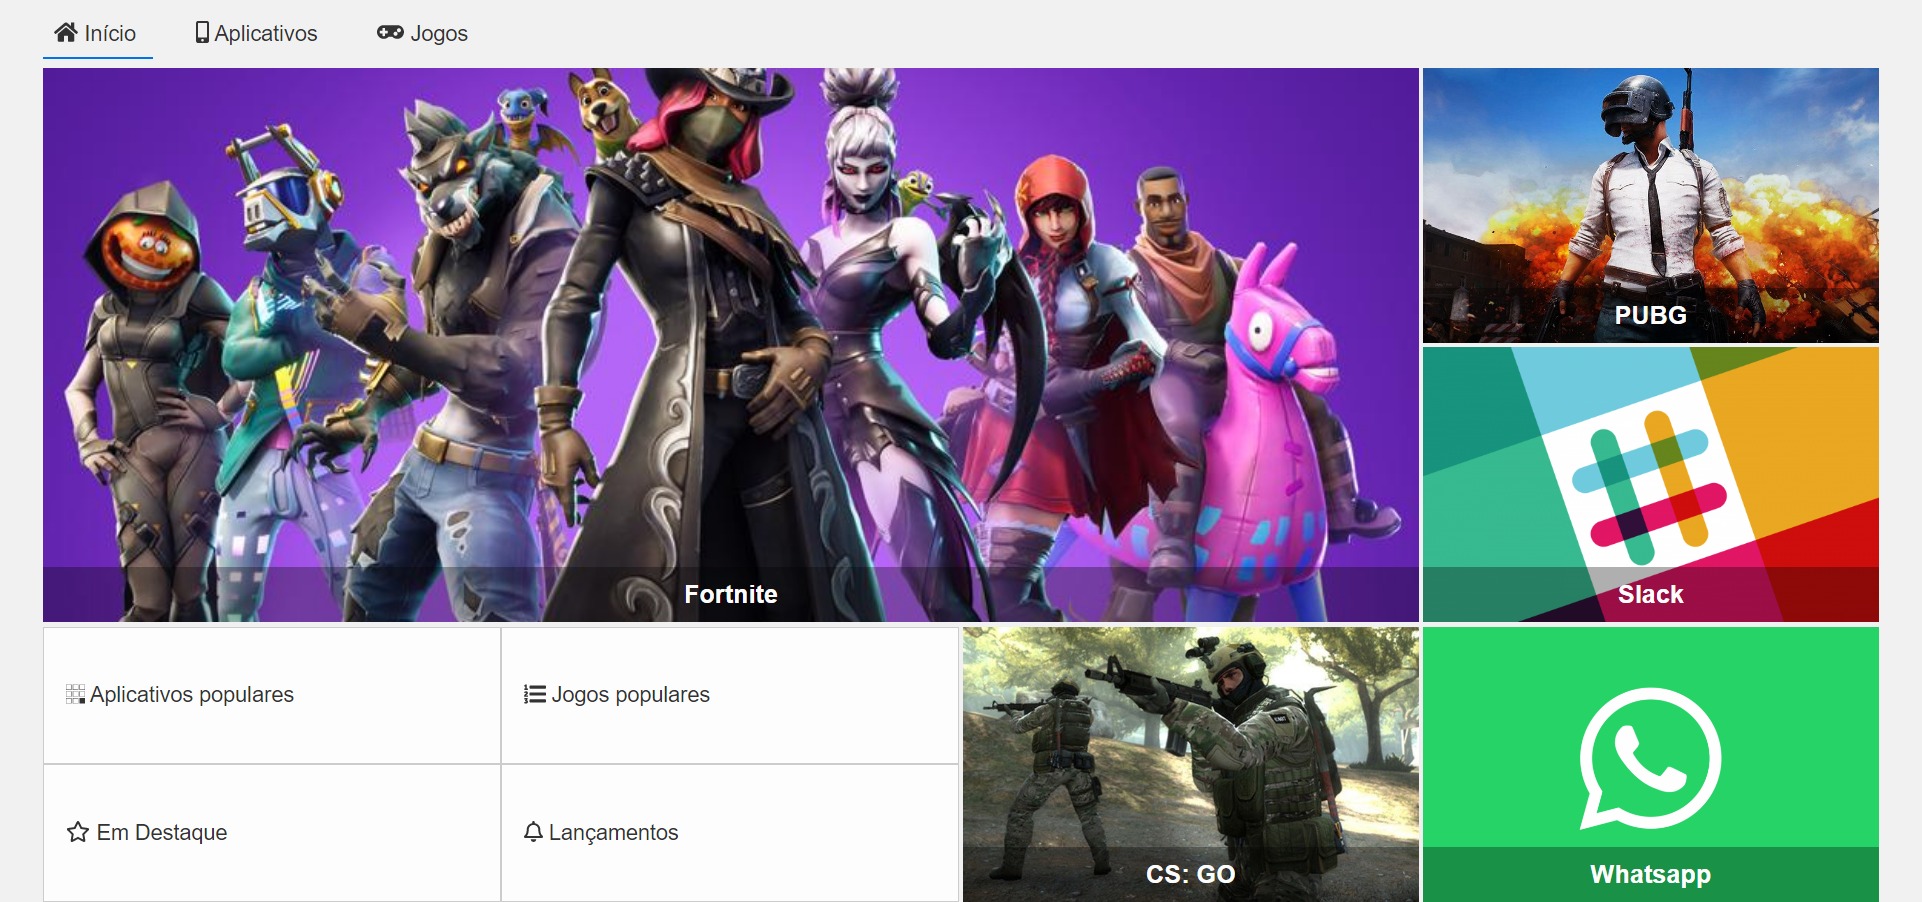 Início
Aplicativos
Jogos
Fortnite
PUBG
Slack
Aplicativos populares
Jogos populares
Em Destaque
Lançamentos
CS: GO
Whatsapp